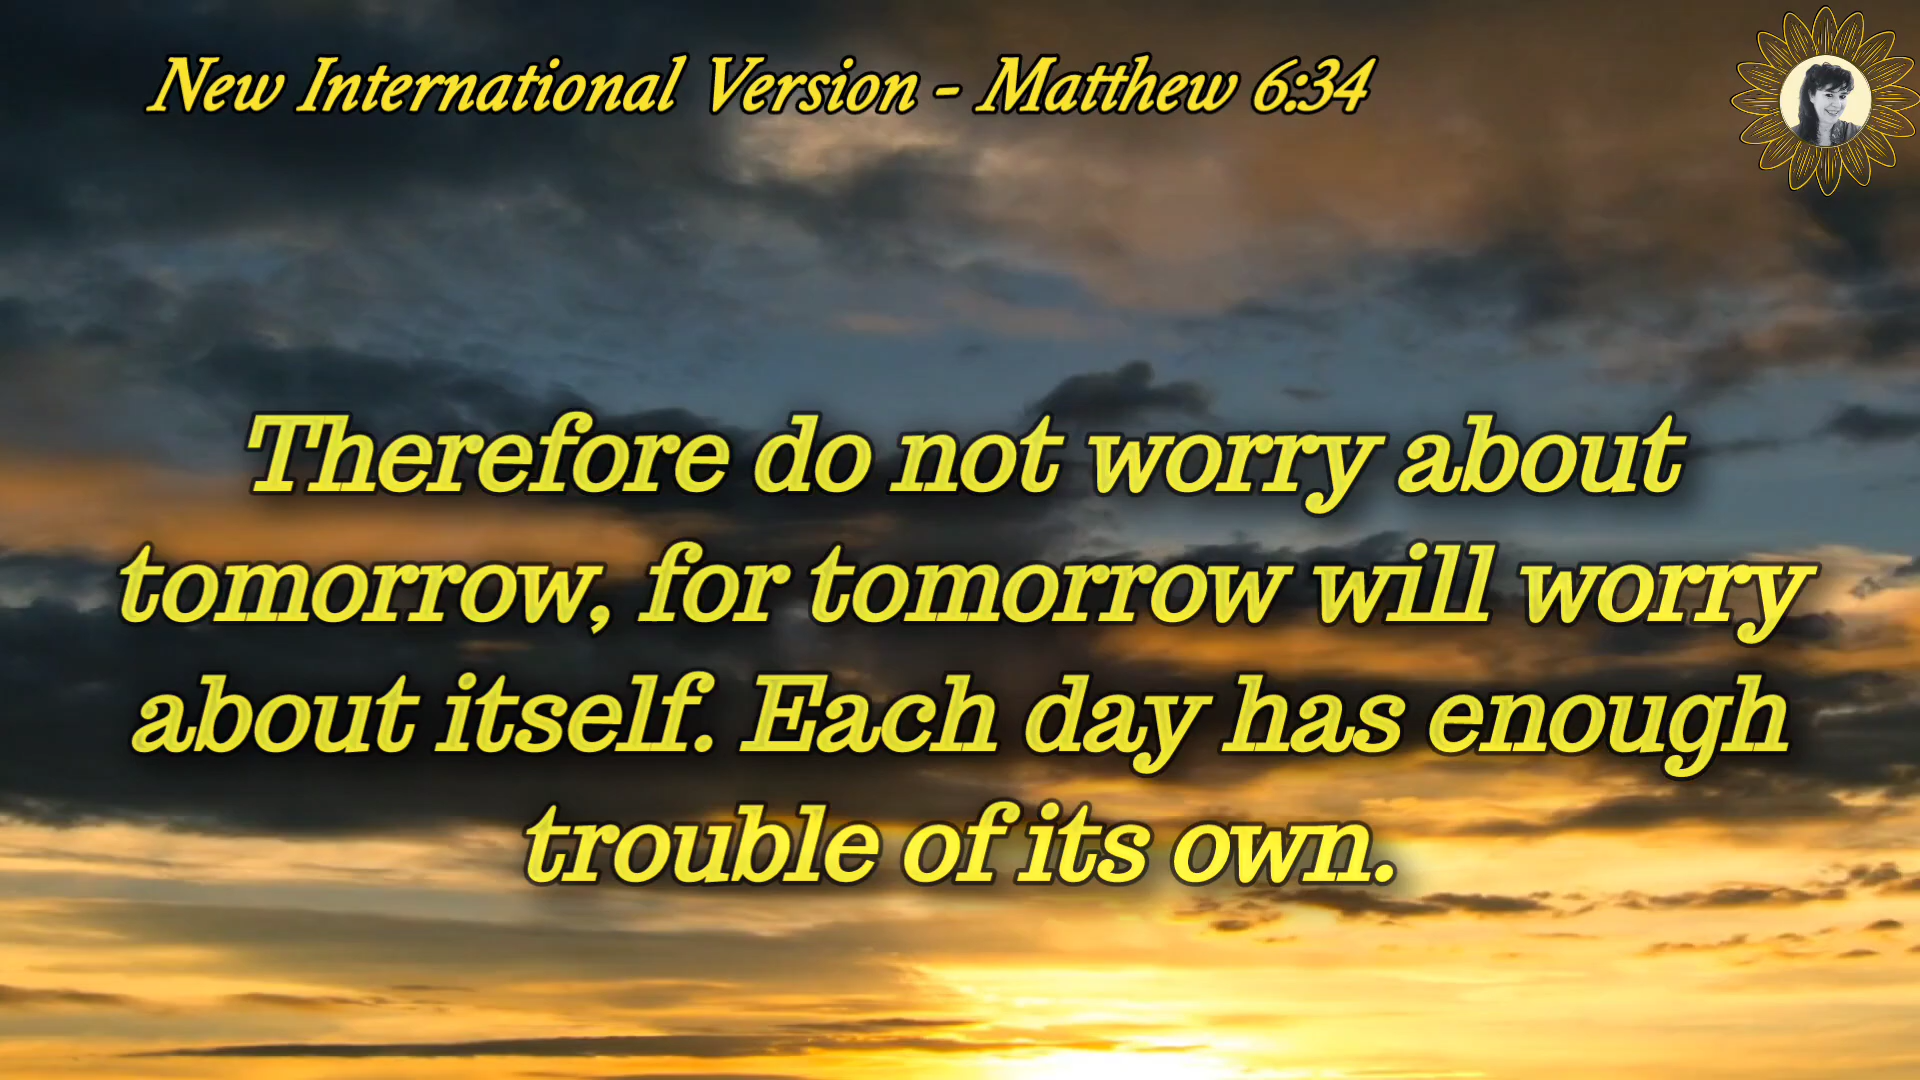 New International Version - Matthew 6:34
Therefore do not worry about
tomorrow, for tomorrow will worry
about itself. Each day has enough
trouble of its own.